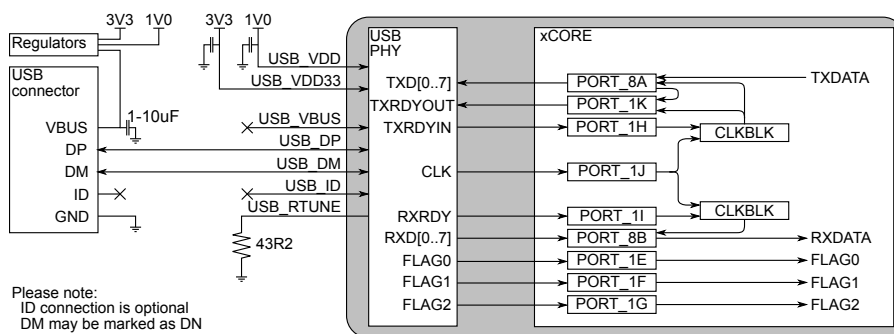 3V3 1V0
Regulators
USB
connector
1-10uF
VBUS
DP
DM
ID
GND
3V3 1V0
USB_VDD
USB_VDD33
USB_VBUS
USB_DP
USB_DM
USB_ID
USB_RTUNE
43R2
USB
PHY
TXD[0..7]
TXRDYOUT
TXRDYIN
CLK
RXRDY
RXD[0..7]
FLAG0
FLAG1
FLAG2
xCORE
PORT_8A
PORT_1K
PORT_1H
PORT_1J
PORT_1I
PORT_8B
PORT_1E
PORT_1F
PORT_1G
CLKBLK
CLKBLK
TXDATA
RXDATA
FLAG0
FLAG1
FLAG2
Please note:
ID connection is optional
DM may be marked as DN